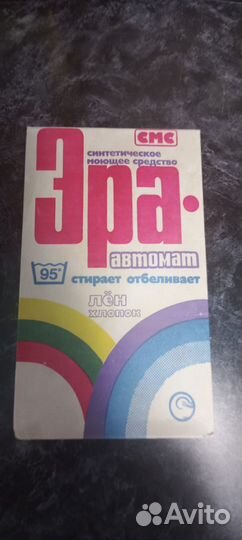 СМС
синтетическое
моющее средство
Эра-
автомат
95°
стирает отбеливает
лён
хлопок
Avito